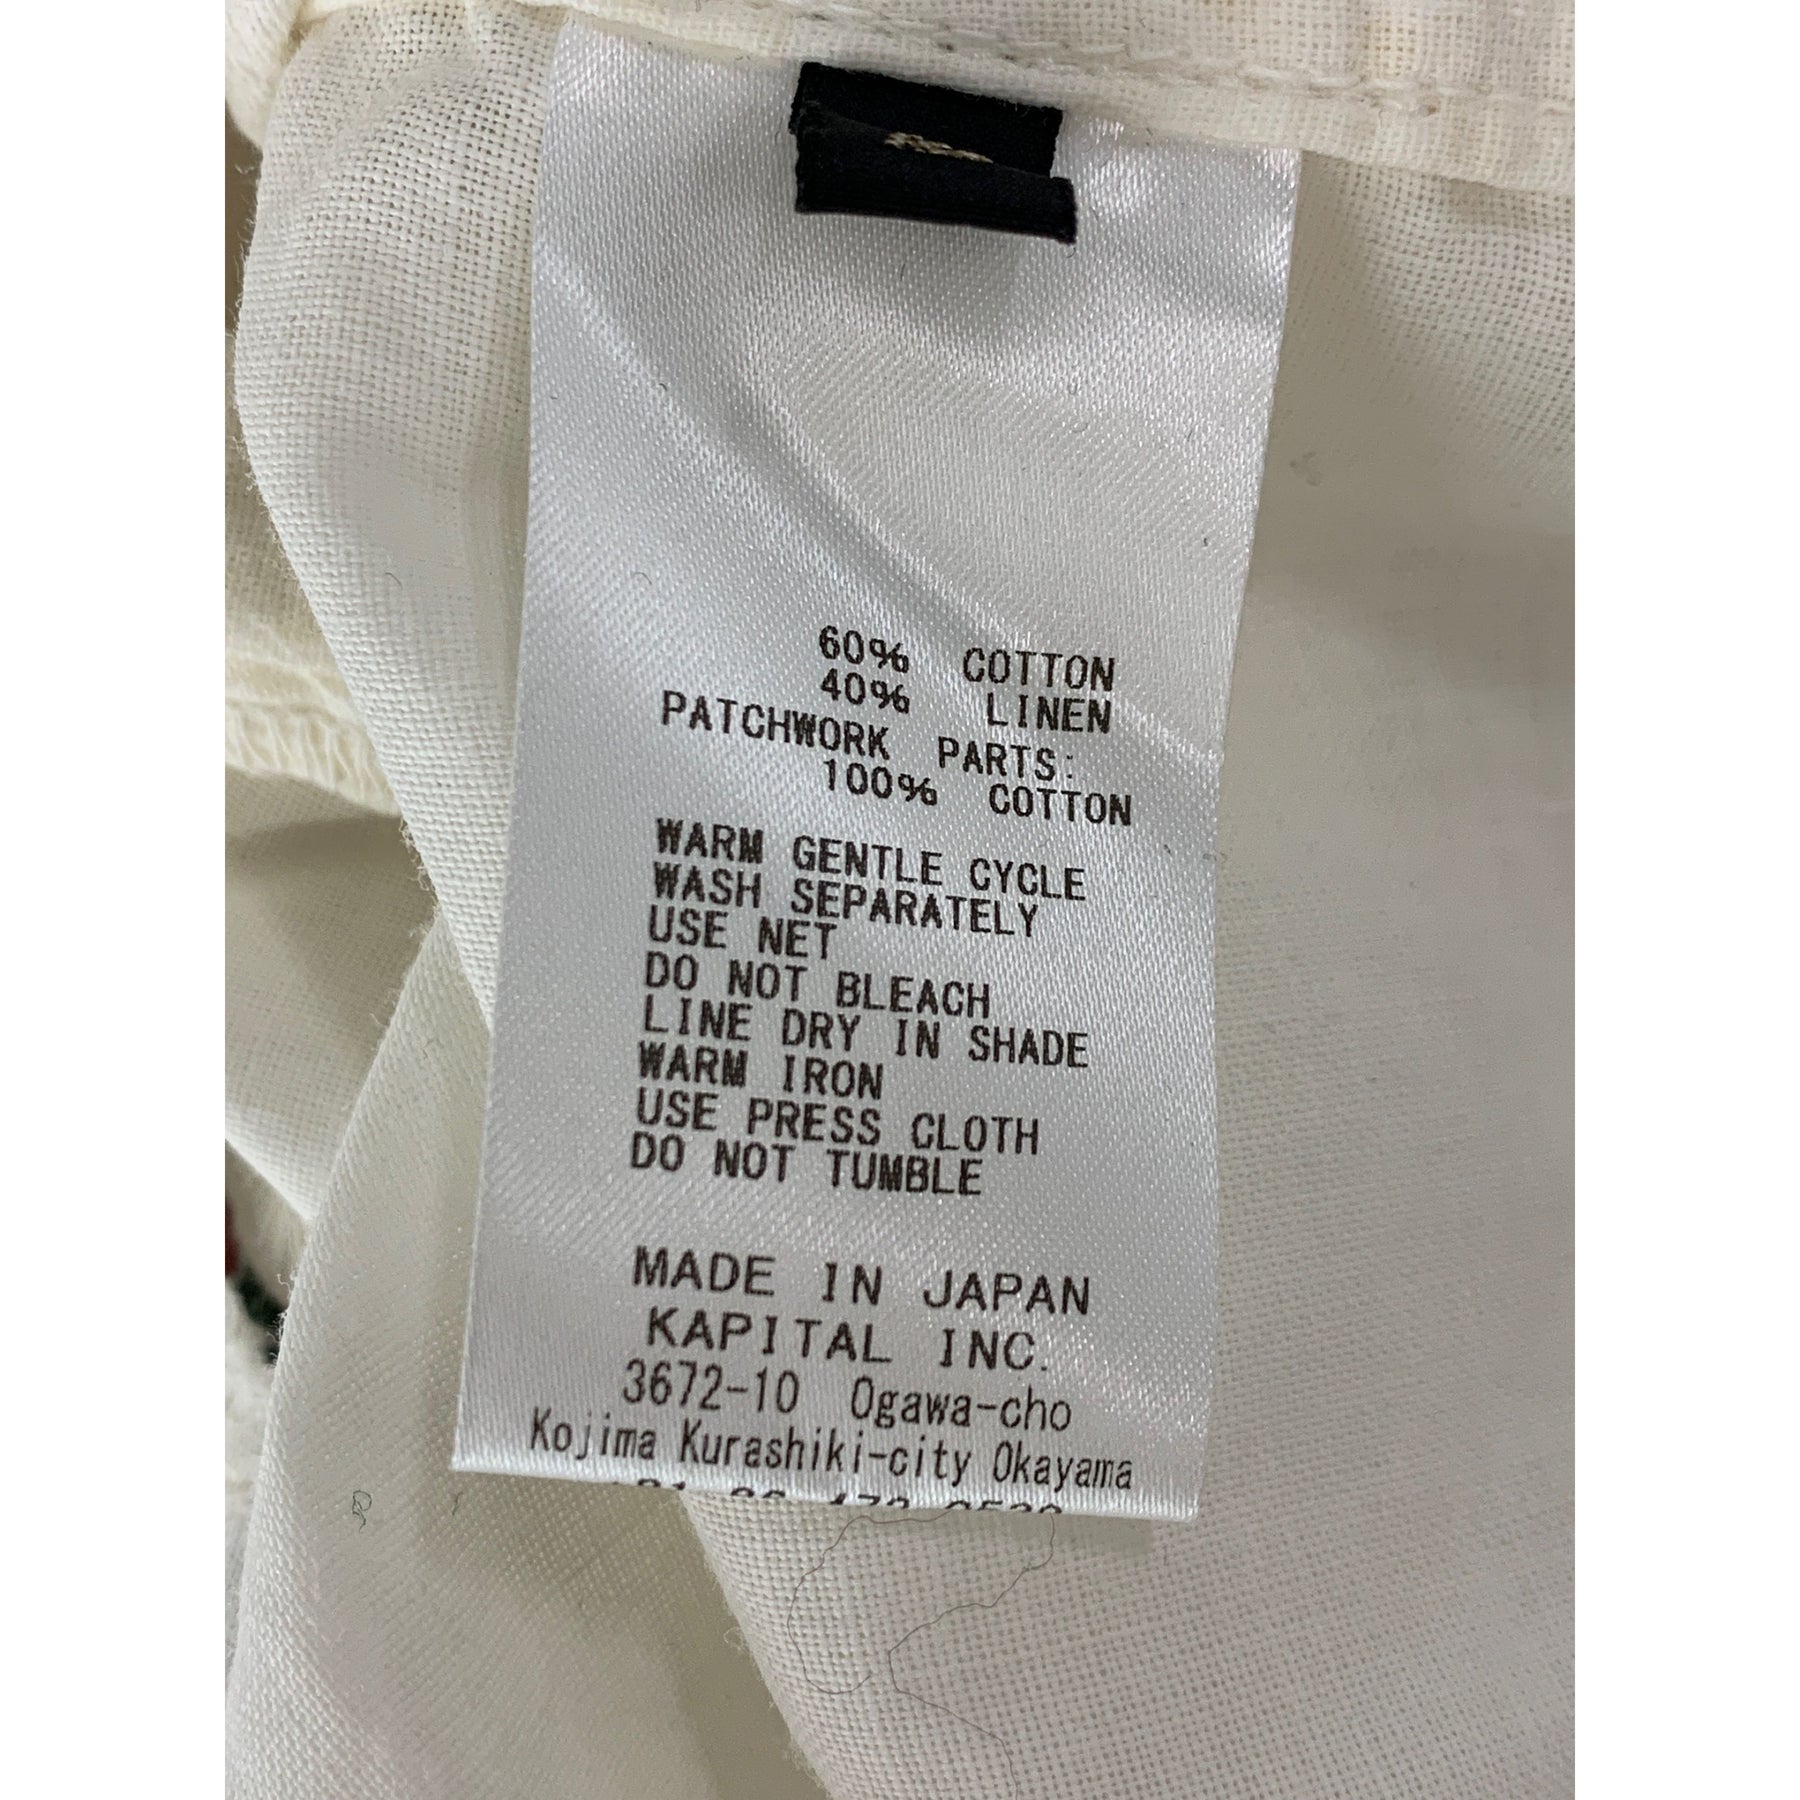 60% COTTON
40% LINEN
PATCHWORK PARTS:
100% COTTON
WARM GENTLE CYCLE
WASH SEPARATELY
USE NET
DO NOT BLEACH
LINE DRY IN SHADE
WARM IRON
USE PRESS CLOTH
DO NOT TUMBLE
MADE IN JAPAN
KAPITAL INC.
3672-10 Ogawa-cho
Kojima Kurashiki-city Okayama